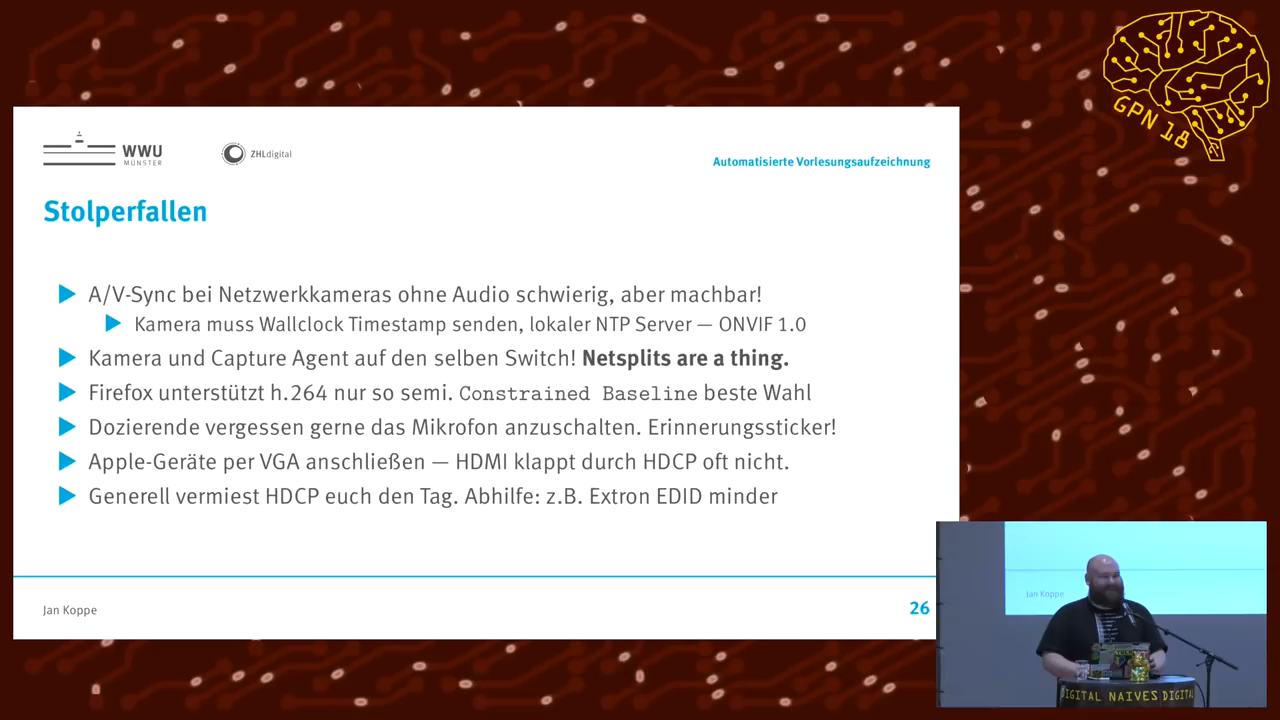 GPN 18
WWU
MÜNSTER
ZHLdigital
Automatisierte Vorlesungsaufzeichnung
Stolperfallen
A/V-Sync bei Netzwerkkameras ohne Audio schwierig, aber machbar!
Kamera muss Wallclock Timestamp senden, lokaler NTP Server — ONVIF 1.0
Kamera und Capture Agent auf den selben Switch! Netsplits are a thing.
Firefox unterstützt h.264 nur so semi. Constrained Baseline beste Wahl
Dozierende vergessen gerne das Mikrofon anzuschalten. Erinnerungssticker!
Apple-Geräte per VGA anschließen — HDMI klappt durch HDCP oft nicht.
Generell vermiest HDCP euch den Tag. Abhilfe: z.B. Extron EDID minder
Jan Koppe
26
Jan Koppe
DIGITAL NAIVES DIGITAL